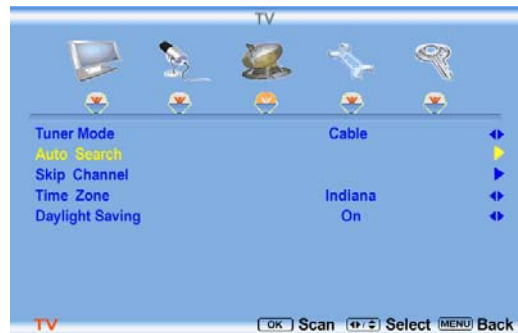 TV
Tuner Mode Cable
Auto Search
Skip Channel
Time Zone Indiana
Daylight Saving On
TV OK Scan Select MENU Back